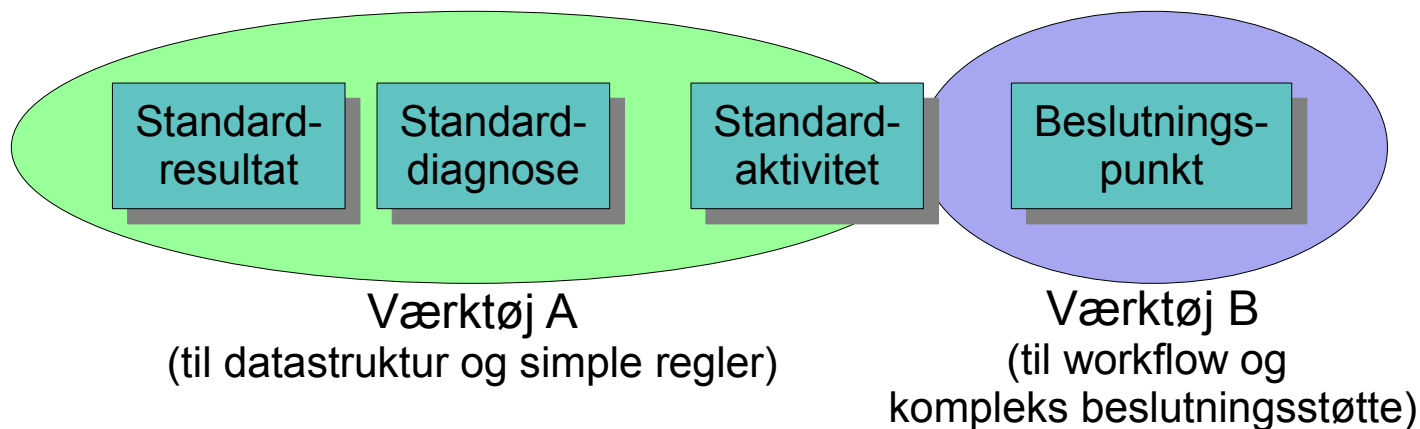 Standard-
resultat
Standard-
diagnose
Standard-
aktivitet
Beslutnings-
punkt
Værktøj A
(til datastruktur og simple regler)
Værktøj B
(til workflow og
kompleks beslutningsstøtte)